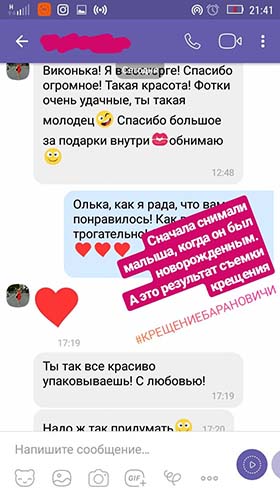 21:41
Виконька! Я в восторге! Спасибо
огромное! Такая красота! Фотки
очень удачные, ты такая
молодец🤣 Спасибо большое
за подарки внутри💋обнимаю
🙂
12:48
Олька, как я рада, что вам
понравилось! Как
трогательно!
❤❤❤
Сначала снимали
малыша, когда он был
новорожденным.
А это результат съемки
крещения
#КРЕЩЕНИЕБАРАНОВИЧИ
❤
17:19
Ты так все красиво
упаковываешь! С любовью!
17:19
Надо ж так придумать🙂
17:20
Напишите сообщение...
GIF+